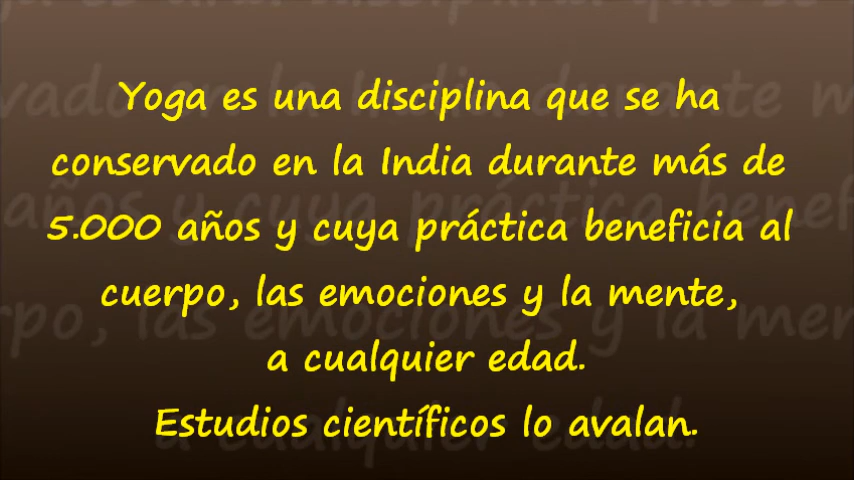 Yoga es una disciplina que se ha
conservado en la India durante más de
5.000 años y cuya práctica beneficia al
cuerpo, las emociones y la mente,
a cualquier edad.
Estudios científicos lo avalan.